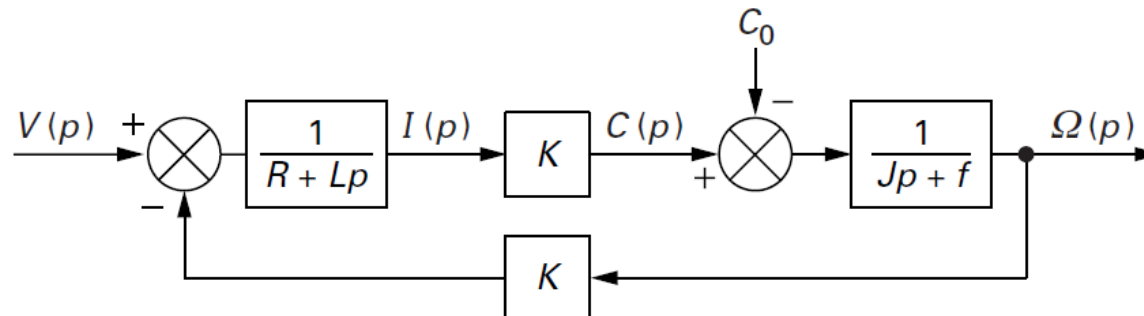 C₀
V(p) + 1 I(p) K C(p) − 1 Ω(p)
R + Lp + Jp + f
−
K